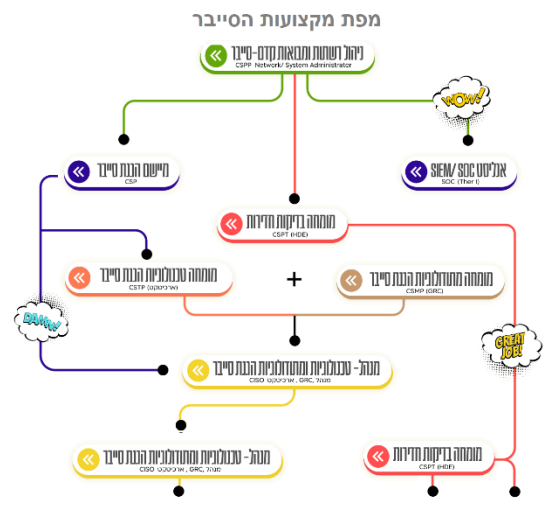 מפת מקצועות הסייבר
ניהול רשתות ומבואות קדם-סייבר
CSPP Network/ System Administrator
WOW!
מיישם הגנת סייבר
CSP
אנליסט SIEM/ SOC
SOC (Ther I)
מומחה בדיקות חדירות
CSPT (HDE)
מומחה טכנולוגיות הגנת סייבר
CSTP (ארכיטקט)
+
מומחה מתודולוגיות הגנת סייבר
CSMP (GRC)
DAMN!
GREAT JOB!
מנהל- טכנולוגיות ומתודולוגיות הגנת סייבר
CISO מנהל, GRC, ארכיטקט
מנהל- טכנולוגיות ומתודולוגיות הגנת סייבר
CISO מנהל, GRC, ארכיטקט
מומחה בדיקות חדירות
CSPT (HDE)